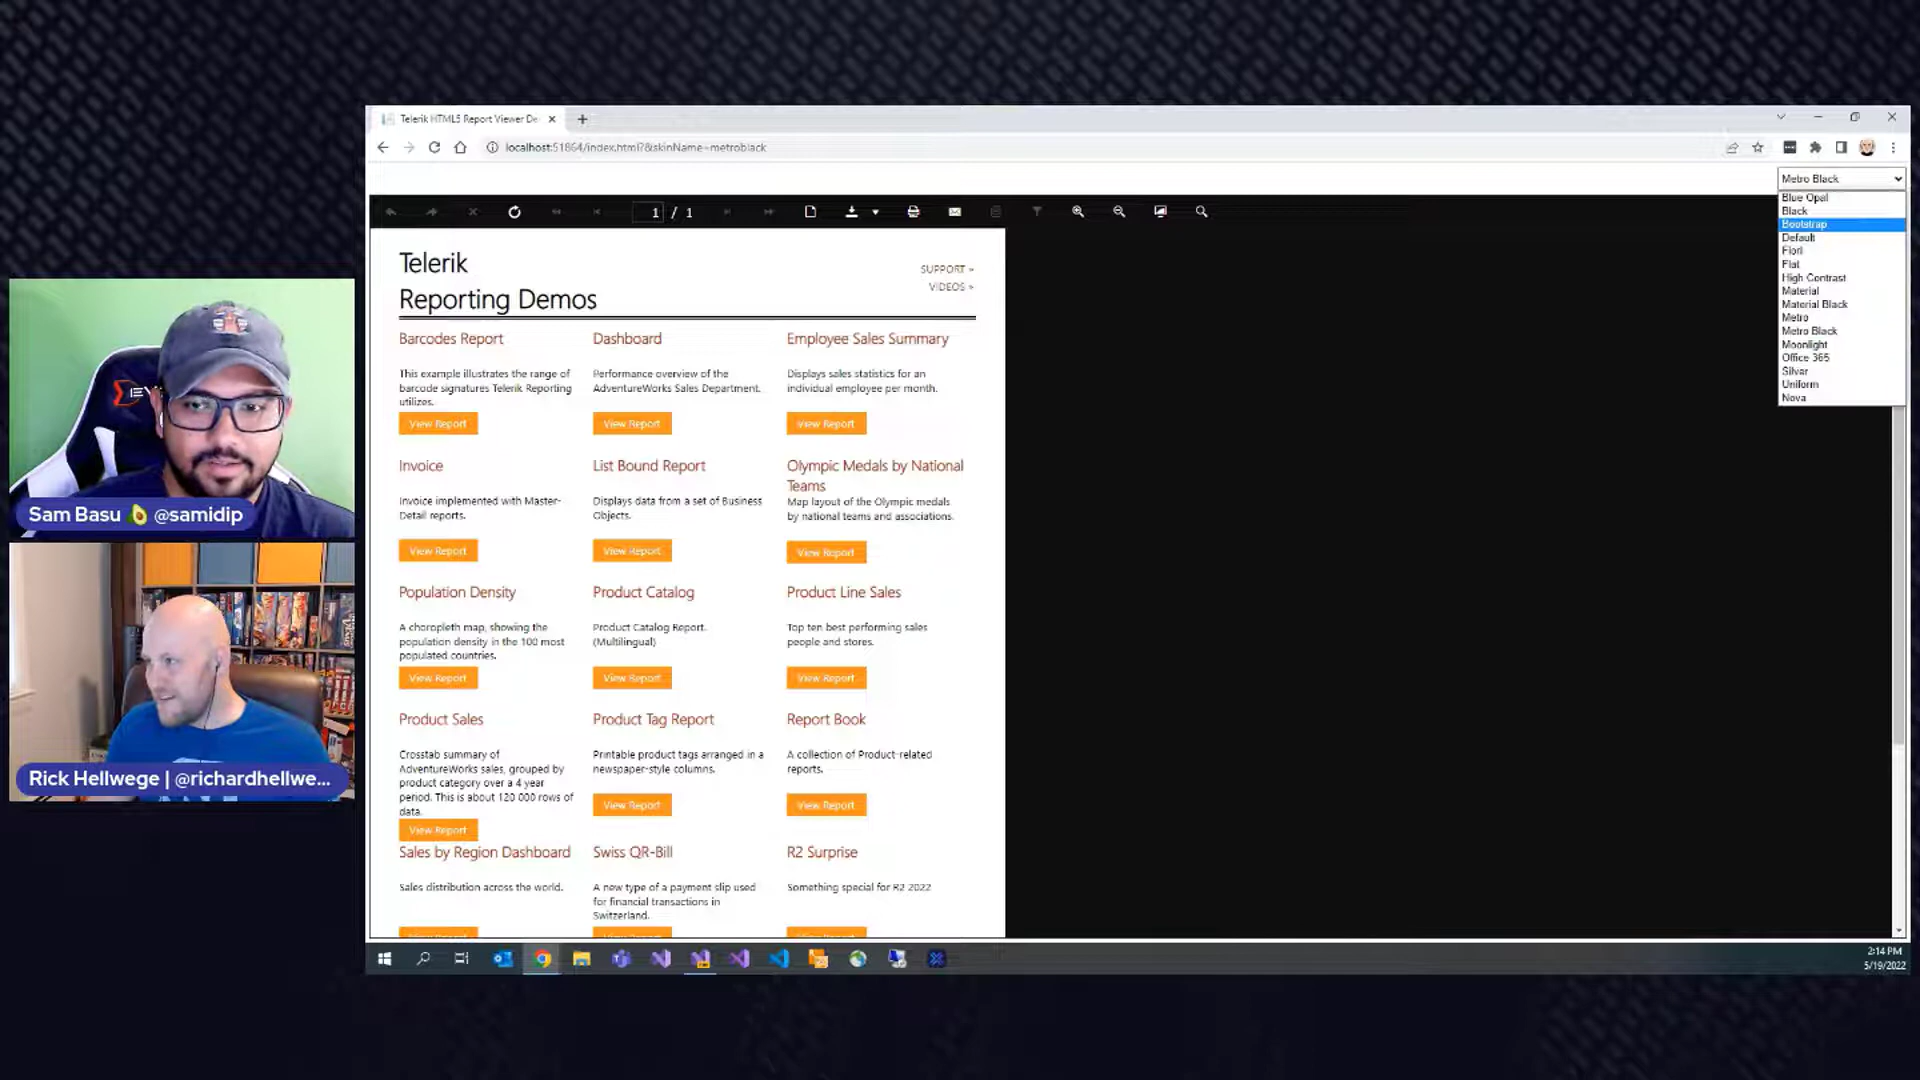 Telerik HTML5 Report Viewer De
localhost:51864/index.html?&skinName=metroblack
Metro Black
Blue Opal
Black
Bootstrap
Default
Fiori
Flat
High Contrast
Material
Material Black
Metro
Metro Black
Moonlight
Office 365
Silver
Uniform
Nova
1 / 1
Telerik
Reporting Demos
SUPPORT »
VIDEOS »
Barcodes Report
This example illustrates the range of
barcode signatures Telerik Reporting
utilizes.
View Report
Dashboard
Performance overview of the
AdventureWorks Sales Department.
View Report
Employee Sales Summary
Displays sales statistics for an
individual employee per month.
View Report
Invoice
Invoice implemented with Master-
Detail reports.
View Report
List Bound Report
Displays data from a set of Business
Objects.
View Report
Olympic Medals by National
Teams
Map layout of the Olympic medals
by national teams and associations.
View Report
Population Density
A choropleth map, showing the
population density in the 100 most
populated countries.
View Report
Product Catalog
Product Catalog Report.
(Multilingual)
View Report
Product Line Sales
Top ten best performing sales
people and stores.
View Report
Product Sales
Crosstab summary of
AdventureWorks sales, grouped by
product category over a 4 year
period. This is about 120 000 rows of
data.
View Report
Product Tag Report
Printable product tags arranged in a
newspaper-style columns.
View Report
Report Book
A collection of Product-related
reports.
View Report
Sales by Region Dashboard
Sales distribution across the world.
Swiss QR-Bill
A new type of a payment slip used
for financial transactions in
Switzerland.
R2 Surprise
Something special for R2 2022
Sam Basu 🥑 @samidip
Rick Hellwege | @richardhellwe...
2:14 PM
5/19/2022